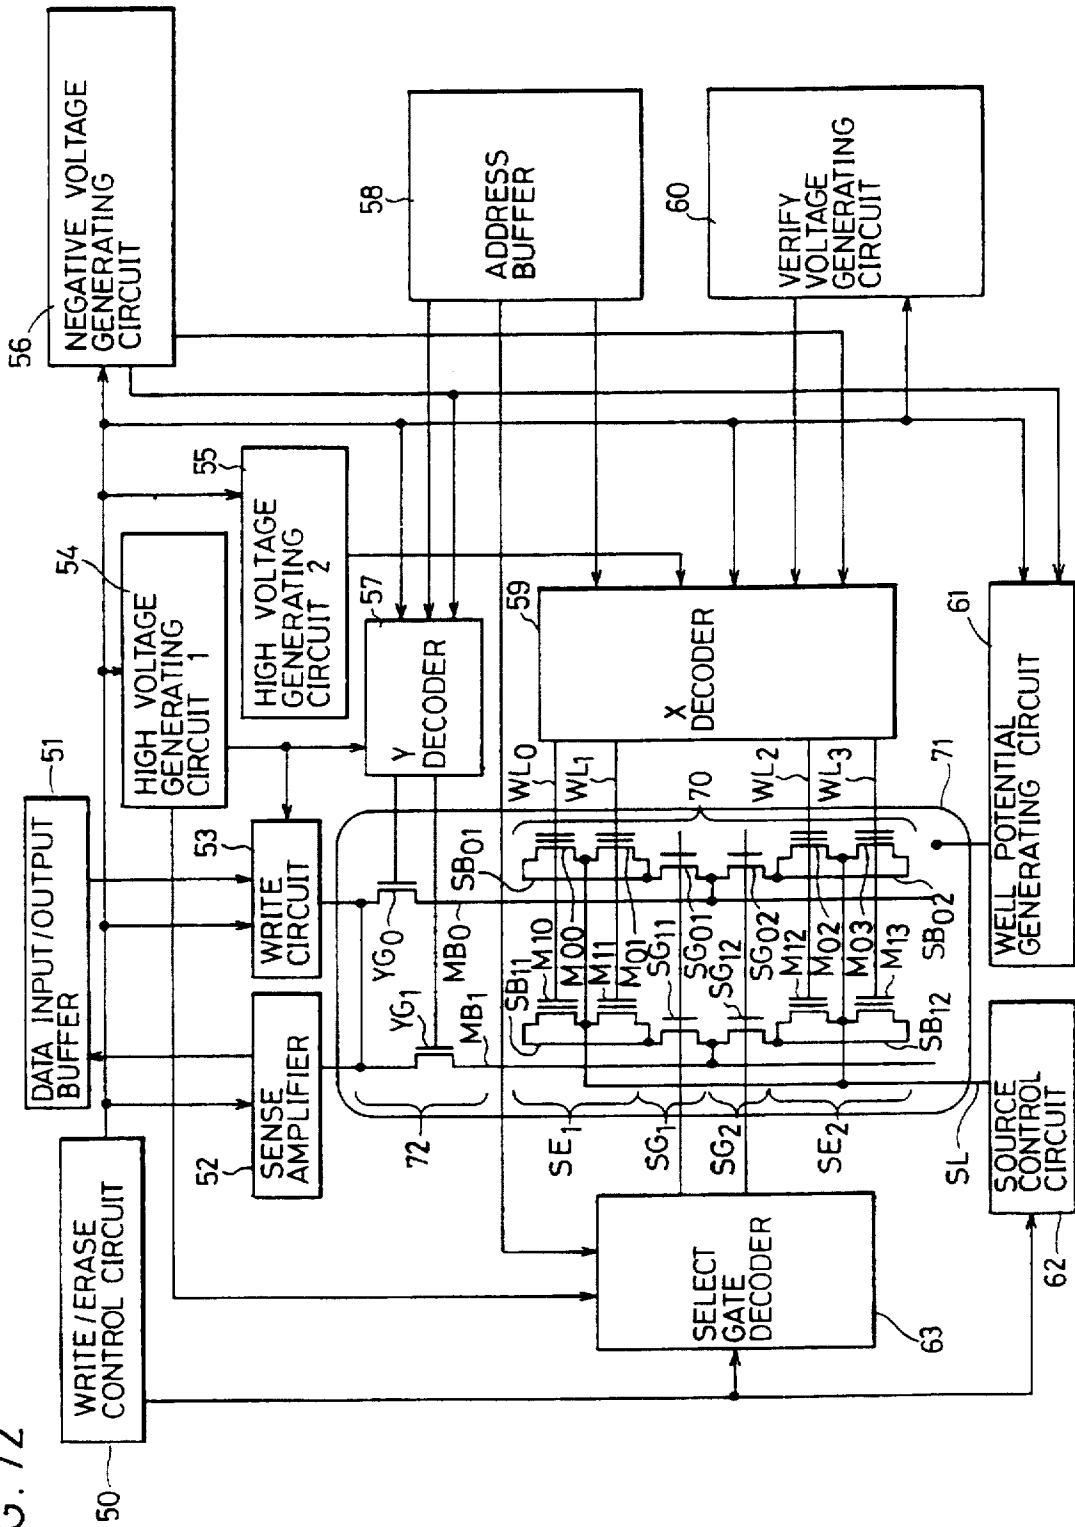 G. 72
50
WRITE/ERASE
CONTROL CIRCUIT
51
DATA INPUT/OUTPUT
BUFFER
52
SENSE
AMPLIFIER
53
WRITE
CIRCUIT
54
HIGH VOLTAGE
GENERATING
CIRCUIT 1
55
HIGH VOLTAGE
GENERATING
CIRCUIT 2
56
NEGATIVE VOLTAGE
GENERATING
CIRCUIT
57
Y
DECODER
58
ADDRESS
BUFFER
59
X
DECODER
60
VERIFY
VOLTAGE
GENERATING
CIRCUIT
61
WELL POTENTIAL
GENERATING CIRCUIT
62
SOURCE
CONTROL
CIRCUIT
63
SELECT
GATE
DECODER
70
71
72
YG0
YG1
MB0
MB1
SB01
SB11
SB02
SB12
WL0
WL1
WL2
WL3
M10
M00
M11
M01
SG11
SG01
SG12
SG02
M12
M02
M03
M13
SE1
SG1
SG2
SE2
SL